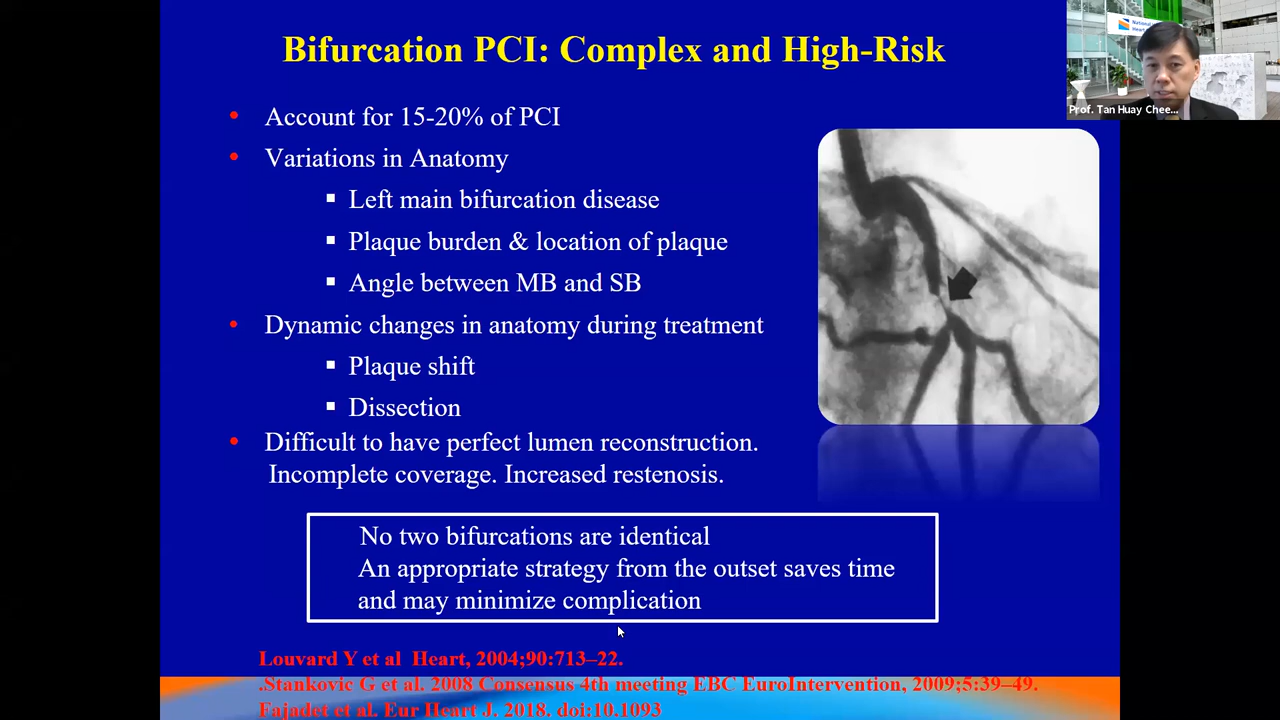 Bifurcation PCI: Complex and High-Risk
• Account for 15-20% of PCI
• Variations in Anatomy
▪ Left main bifurcation disease
▪ Plaque burden & location of plaque
▪ Angle between MB and SB
• Dynamic changes in anatomy during treatment
▪ Plaque shift
▪ Dissection
• Difficult to have perfect lumen reconstruction.
Incomplete coverage. Increased restenosis.
No two bifurcations are identical
An appropriate strategy from the outset saves time
and may minimize complication
Louvard Y et al Heart, 2004;90:713–22.
.Stankovic G et al. 2008 Consensus 4th meeting EBC EuroIntervention, 2009;5:39–49.
Fajadet et al. Eur Heart J. 2018. doi:10.1093
National
Heart
Prof. Tan Huay Chee...